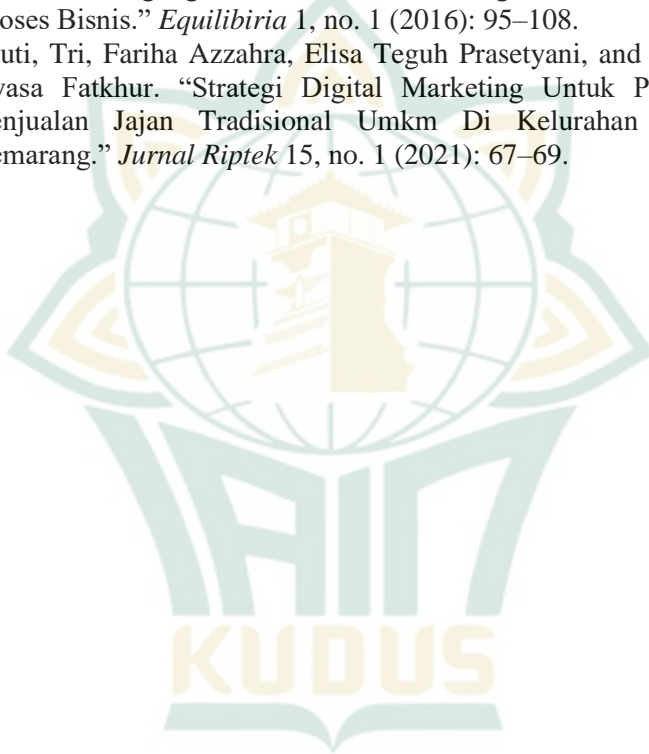 oses Bisnis.” Equilibiria 1, no. 1 (2016): 95–108.
uti, Tri, Fariha Azzahra, Elisa Teguh Prasetyani, and
yasa Fatkhur. “Strategi Digital Marketing Untuk P
enjualan Jajan Tradisional Umkm Di Kelurahan
emarang.” Jurnal Riptek 15, no. 1 (2021): 67–69.
IAIN
KUDUS